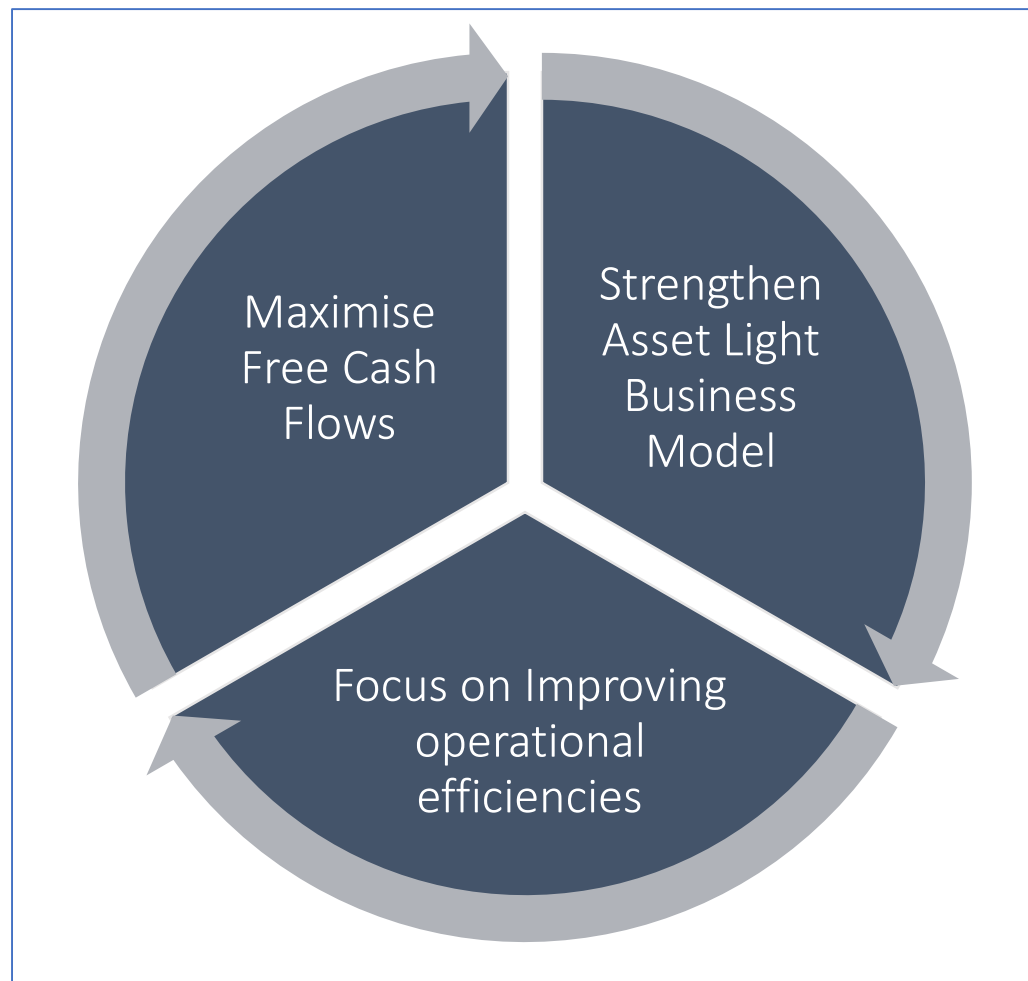 Maximise
Free Cash
Flows
Strengthen
Asset Light
Business
Model
Focus on Improving
operational
efficiencies